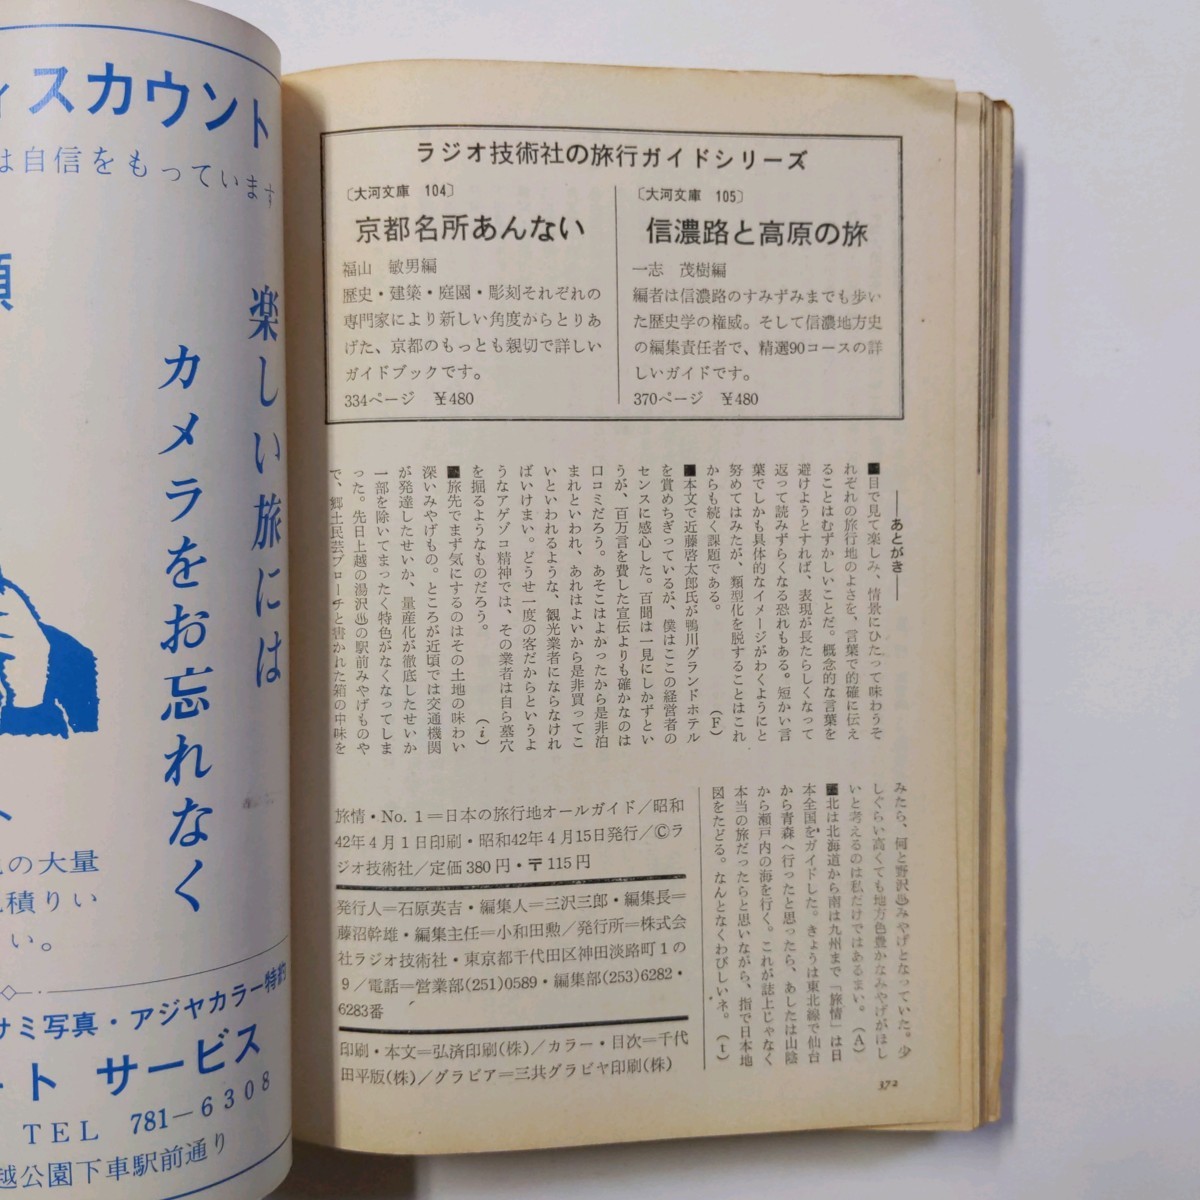 ィスカウント
は自信をもっています
額
楽しい旅には
カメラをお忘れなく
の大量
積りい
い。
サミ写真・アジヤカラー特約
ート サービス
TEL 781－6308
越公園下車駅前通り
ラジオ技術社の旅行ガイドシリーズ
〔大河文庫 104〕
京都名所あんない
福山 敏男編
歴史・建築・庭園・彫刻それぞれの
専門家により新しい角度からとりあ
げた、京都のもっとも親切で詳しい
ガイドブックです。
334ページ ￥480
〔大河文庫 105〕
信濃路と高原の旅
一志 茂樹編
編者は信濃路のすみずみまでも歩い
た歴史学の権威。そして信濃地方史
の編集責任者で、精選90コースの詳
しいガイドです。
370ページ ￥480
――あとがき――
■目で見て楽しみ、情景にひたって味わうそ
れぞれの旅行地のよさを、言葉で的確に伝え
ることはむずかしいことだ。概念的な言葉を
避けようとすれば、表現が長たらしくなって
返って読みずらくなる恐れもある。短かい言
葉でしかも具体的なイメージがわくようにと
努めてはみたが、類型化を脱することはこれ
からも続く課題である。 (F)
■本文で近藤啓太郎氏が鴨川グランドホテル
を賞めちぎっているが、僕はここの経営者の
センスに感心した。百聞は一見にしかずとい
うが、百万言を費した宣伝よりも確かなのは
口コミだろう。あそこはよかったから是非泊
まれといわれ、あれはよいから是非買ってこ
いといわれるような、観光業者にならなけれ
ばいけまい。どうせ一度の客だからというよ
うなアゲゾコ精神では、その業者は自ら墓穴
を掘るようなものだろう。 (i)
■旅先でまず気にするのはその土地の味わい
深いみやげもの。ところが近頃では交通機関
が発達したせいか、量産化が徹底したせいか
一部を除いてまったく特色がなくなってしま
った。先日上越の湯沢♨の駅前みやげものや
で、郷土民芸ブローチと書かれた箱の中味を
みたら、何と野沢♨みやげとなっていた。少
しぐらい高くても地方色豊かなみやげがほし
いと考えるのは私だけではあるまい。(A)
■北は北海道から南は九州まで「旅情」は日
本全国をガイドした。きょうは東北線で仙台
から青森へ行ったと思ったら、あしたは山陰
から瀬戸内の海を行く。これが誌上じゃなく
本当の旅だったらと思いながら、指で日本地
図をたどる。なんとなくわびしいネ。 (t)
旅情・No. 1＝日本の旅行地オールガイド／昭和
42年4月1日印刷・昭和42年4月15日発行／©ラ
ジオ技術社／定価380円・〒115円
発行人＝石原英吉・編集人＝三沢三郎・編集長＝
藤沼幹雄・編集主任＝小和田勲／発行所＝株式会
社ラジオ技術社・東京都千代田区神田淡路町1の
9／電話＝営業部(251)0589・編集部(253)6282・
6283番
印刷・本文＝弘済印刷(株)／カラー・目次＝千代
田平版(株)／グラビア＝三共グラビヤ印刷(株)
372